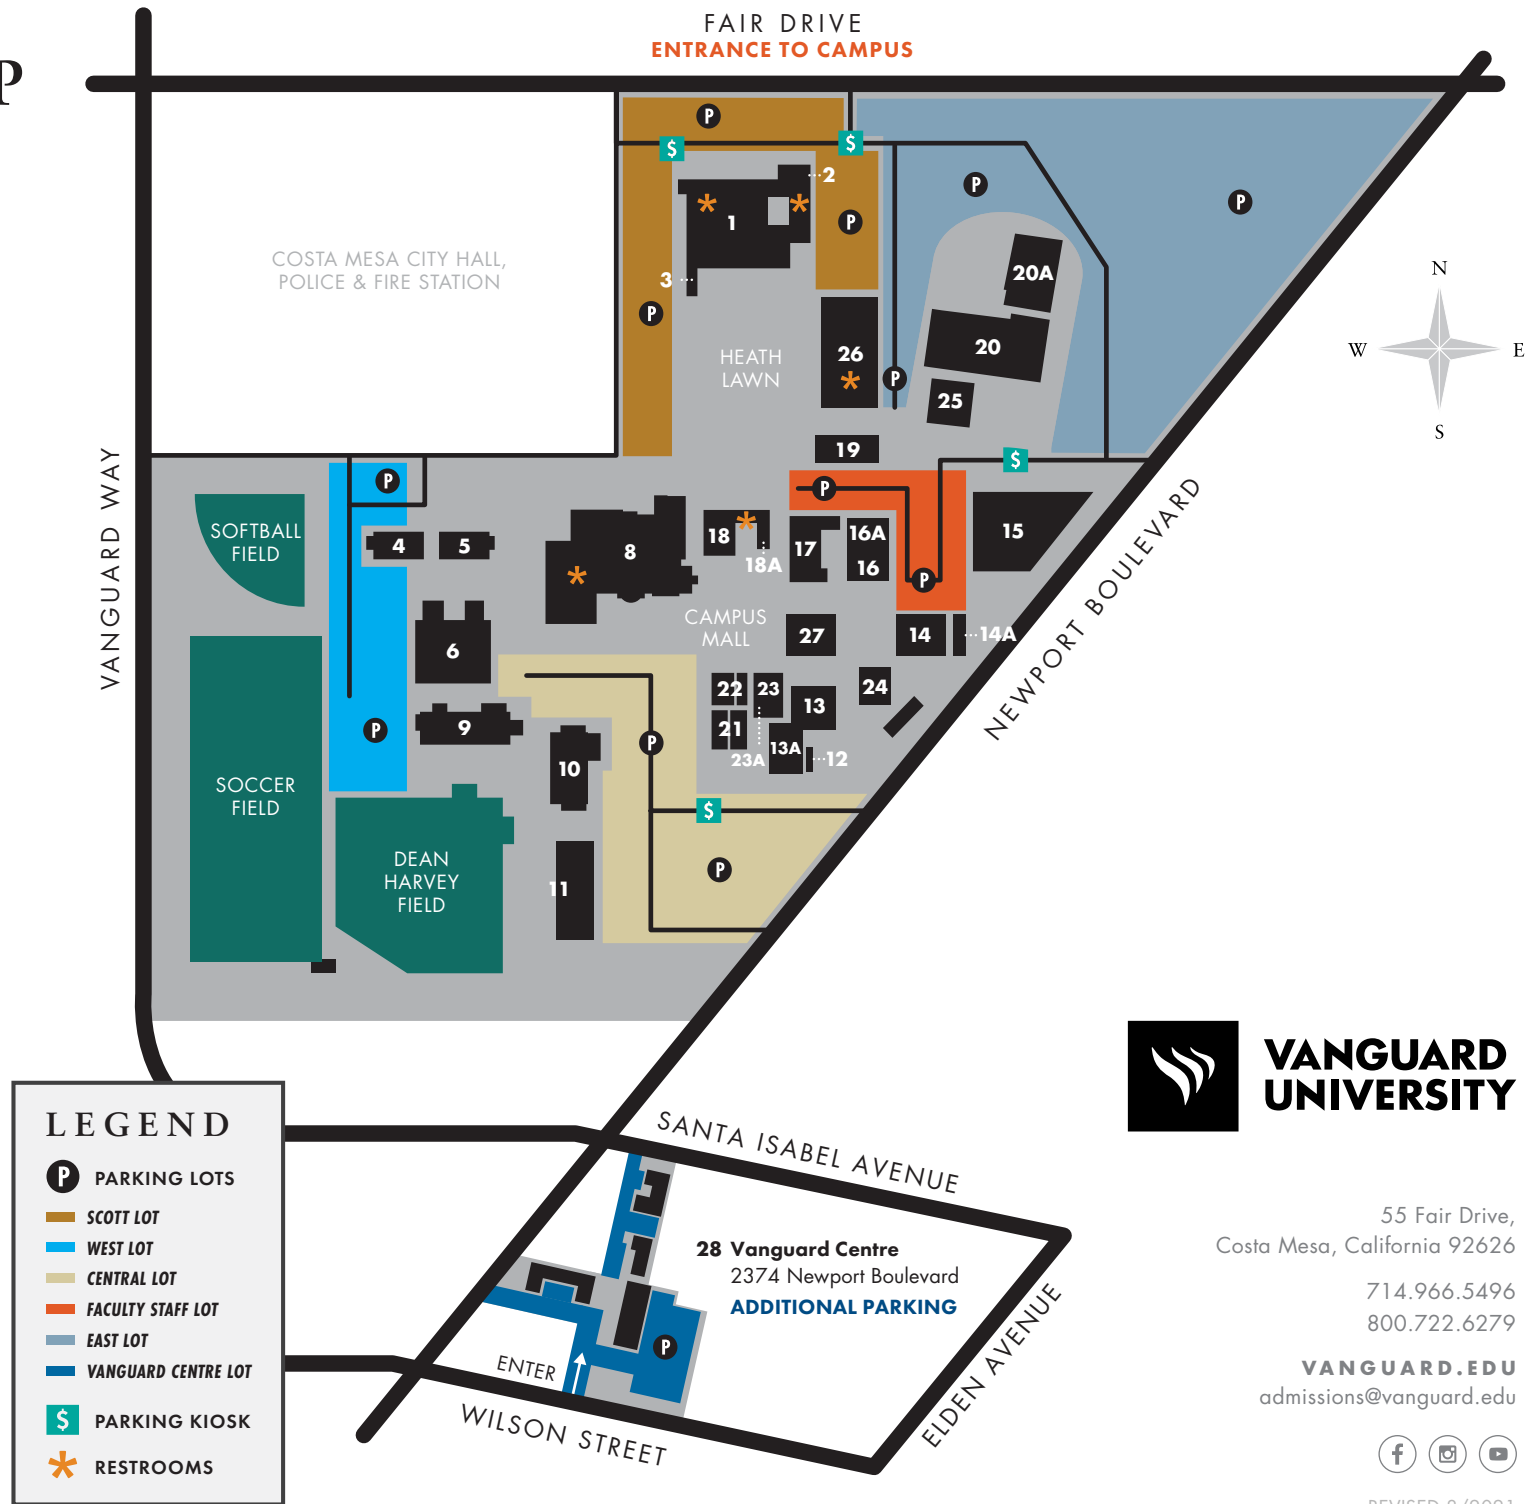 P
FAIR DRIVE
ENTRANCE TO CAMPUS
P
$
$
2
P
P
P
1
COSTA MESA CITY HALL,
POLICE & FIRE STATION
3
20A
P
N
W
E
S
HEATH
LAWN
26
20
P
25
19
VANGUARD WAY
NEWPORT BOULEVARD
$
P
P
SOFTBALL
FIELD
4
5
8
18
18A
17
16A
16
15
P
CAMPUS
MALL
27
14
14A
6
22
23
24
13
21
9
P
P
23A
13A
12
10
SOCCER
FIELD
$
DEAN
HARVEY
FIELD
11
P
VANGUARD
UNIVERSITY
LEGEND
P PARKING LOTS
SCOTT LOT
WEST LOT
CENTRAL LOT
FACULTY STAFF LOT
EAST LOT
VANGUARD CENTRE LOT
$ PARKING KIOSK
RESTROOMS
SANTA ISABEL AVENUE
28 Vanguard Centre
2374 Newport Boulevard
ADDITIONAL PARKING
P
ENTER
WILSON STREET
ELDEN AVENUE
55 Fair Drive,
Costa Mesa, California 92626
714.966.5496
800.722.6279
VANGUARD.EDU
admissions@vanguard.edu
f